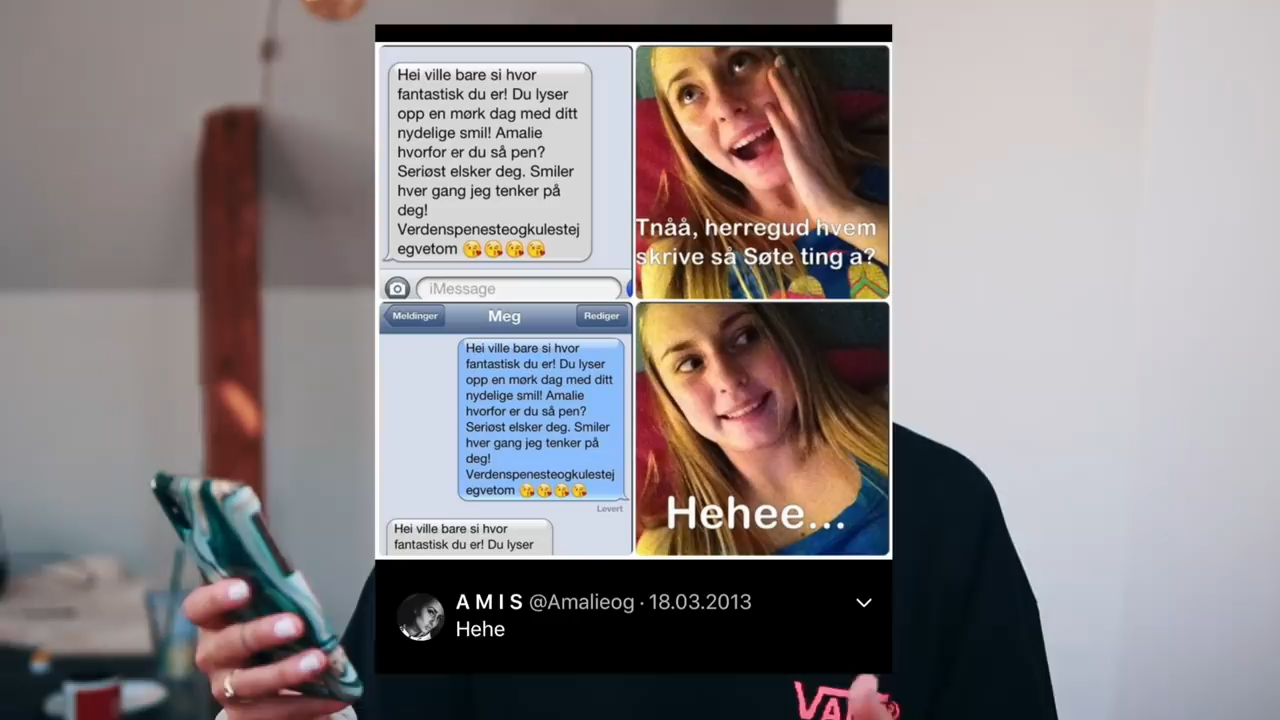 Hei ville bare si hvor
fantastisk du er! Du lyser
opp en mørk dag med ditt
nydelige smil! Amalie
hvorfor er du så pen?
Seriøst elsker deg. Smiler
hver gang jeg tenker på
deg!
Verdenspenesteogkulestej
egvetom 😘😘😘😘
iMessage
Tnåå, herregud hvem
skrive så Søte ting a?
Meldinger
Meg
Rediger
Hei ville bare si hvor
fantastisk du er! Du lyser
opp en mørk dag med ditt
nydelige smil! Amalie
hvorfor er du så pen?
Seriøst elsker deg. Smiler
hver gang jeg tenker på
deg!
Verdenspenesteogkulestej
egvetom 😘😘😘😘
Levert
Hei ville bare si hvor
fantastisk du er! Du lyser
Hehee...
A M I S @Amalieog · 18.03.2013
Hehe